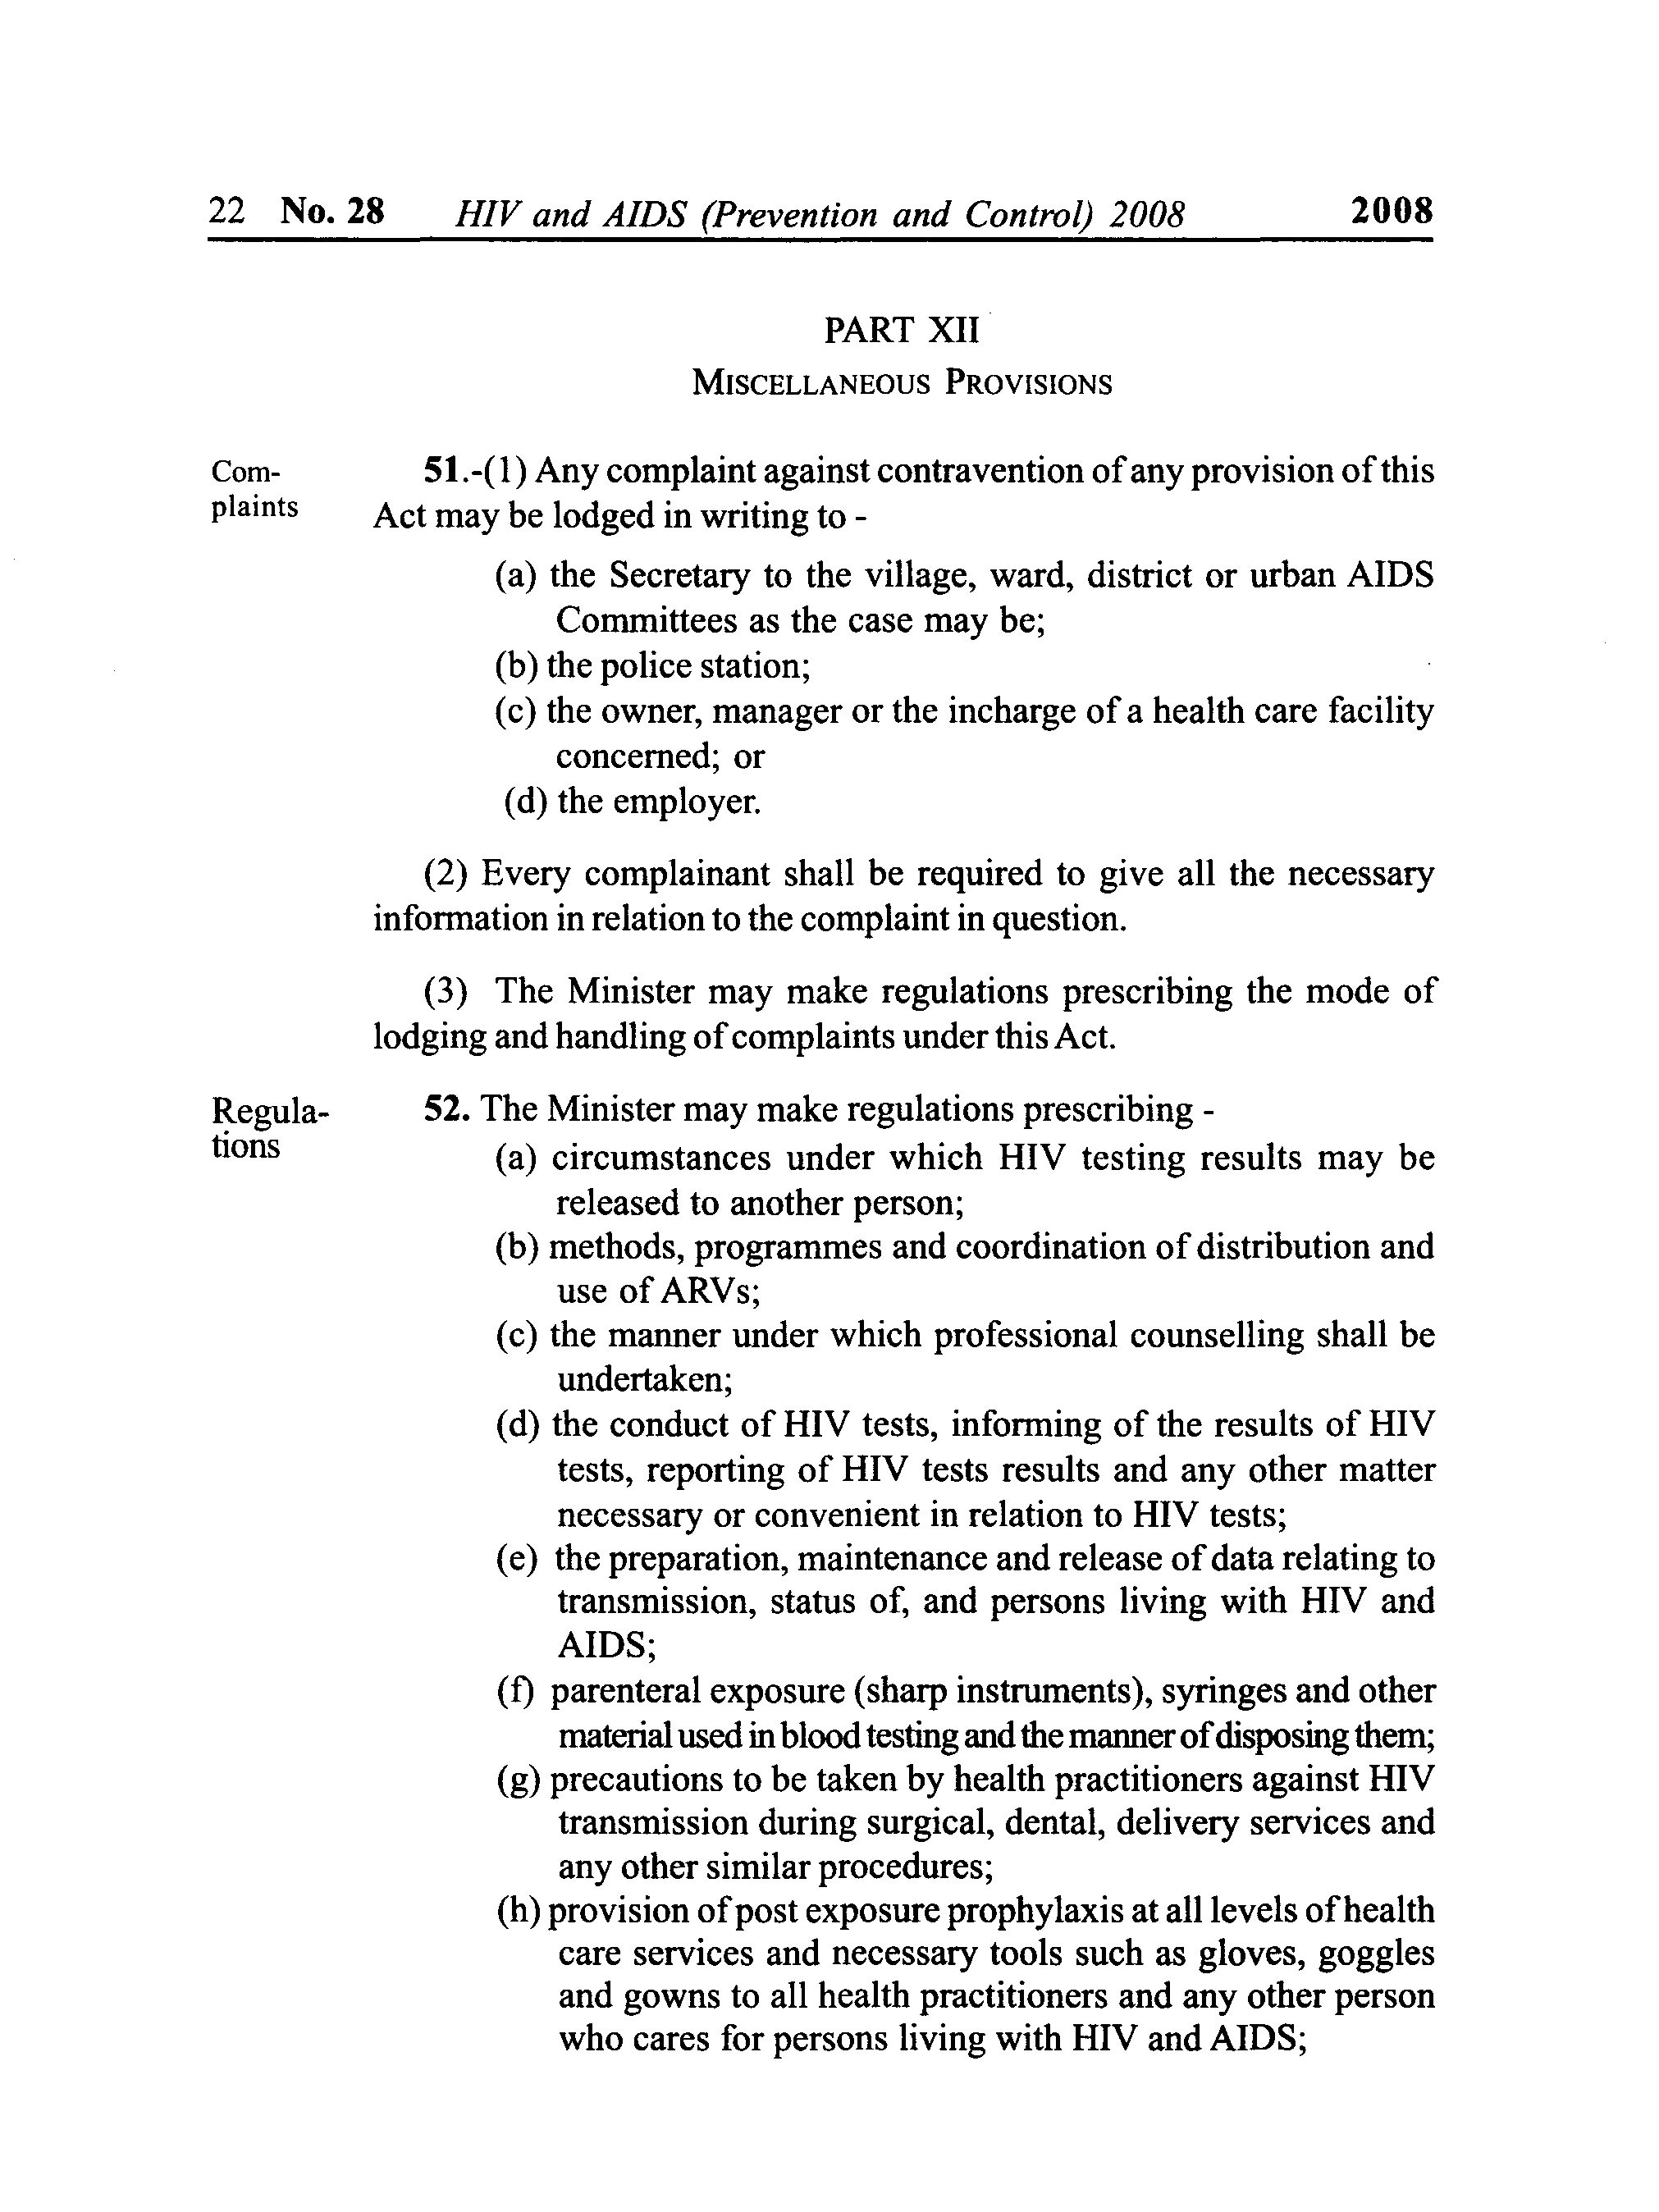 22 No. 28 HIV and AIDS (Prevention and Control) 2008 2008
PART XII
MISCELLANEOUS PROVISIONS
Com-
plaints
51.-(1) Any complaint against contravention of any provision of this
Act may be lodged in writing to -
(a) the Secretary to the village, ward, district or urban AIDS
Committees as the case may be;
(b) the police station;
(c) the owner, manager or the incharge of a health care facility
concerned; or
(d) the employer.
(2) Every complainant shall be required to give all the necessary
information in relation to the complaint in question.
(3) The Minister may make regulations prescribing the mode of
lodging and handling of complaints under this Act.
Regula-
tions
52. The Minister may make regulations prescribing -
(a) circumstances under which HIV testing results may be
released to another person;
(b) methods, programmes and coordination of distribution and
use of ARVs;
(c) the manner under which professional counselling shall be
undertaken;
(d) the conduct of HIV tests, informing of the results of HIV
tests, reporting of HIV tests results and any other matter
necessary or convenient in relation to HIV tests;
(e) the preparation, maintenance and release of data relating to
transmission, status of, and persons living with HIV and
AIDS;
(f) parenteral exposure (sharp instruments), syringes and other
material used in blood testing and the manner of disposing them;
(g) precautions to be taken by health practitioners against HIV
transmission during surgical, dental, delivery services and
any other similar procedures;
(h) provision of post exposure prophylaxis at all levels of health
care services and necessary tools such as gloves, goggles
and gowns to all health practitioners and any other person
who cares for persons living with HIV and AIDS;